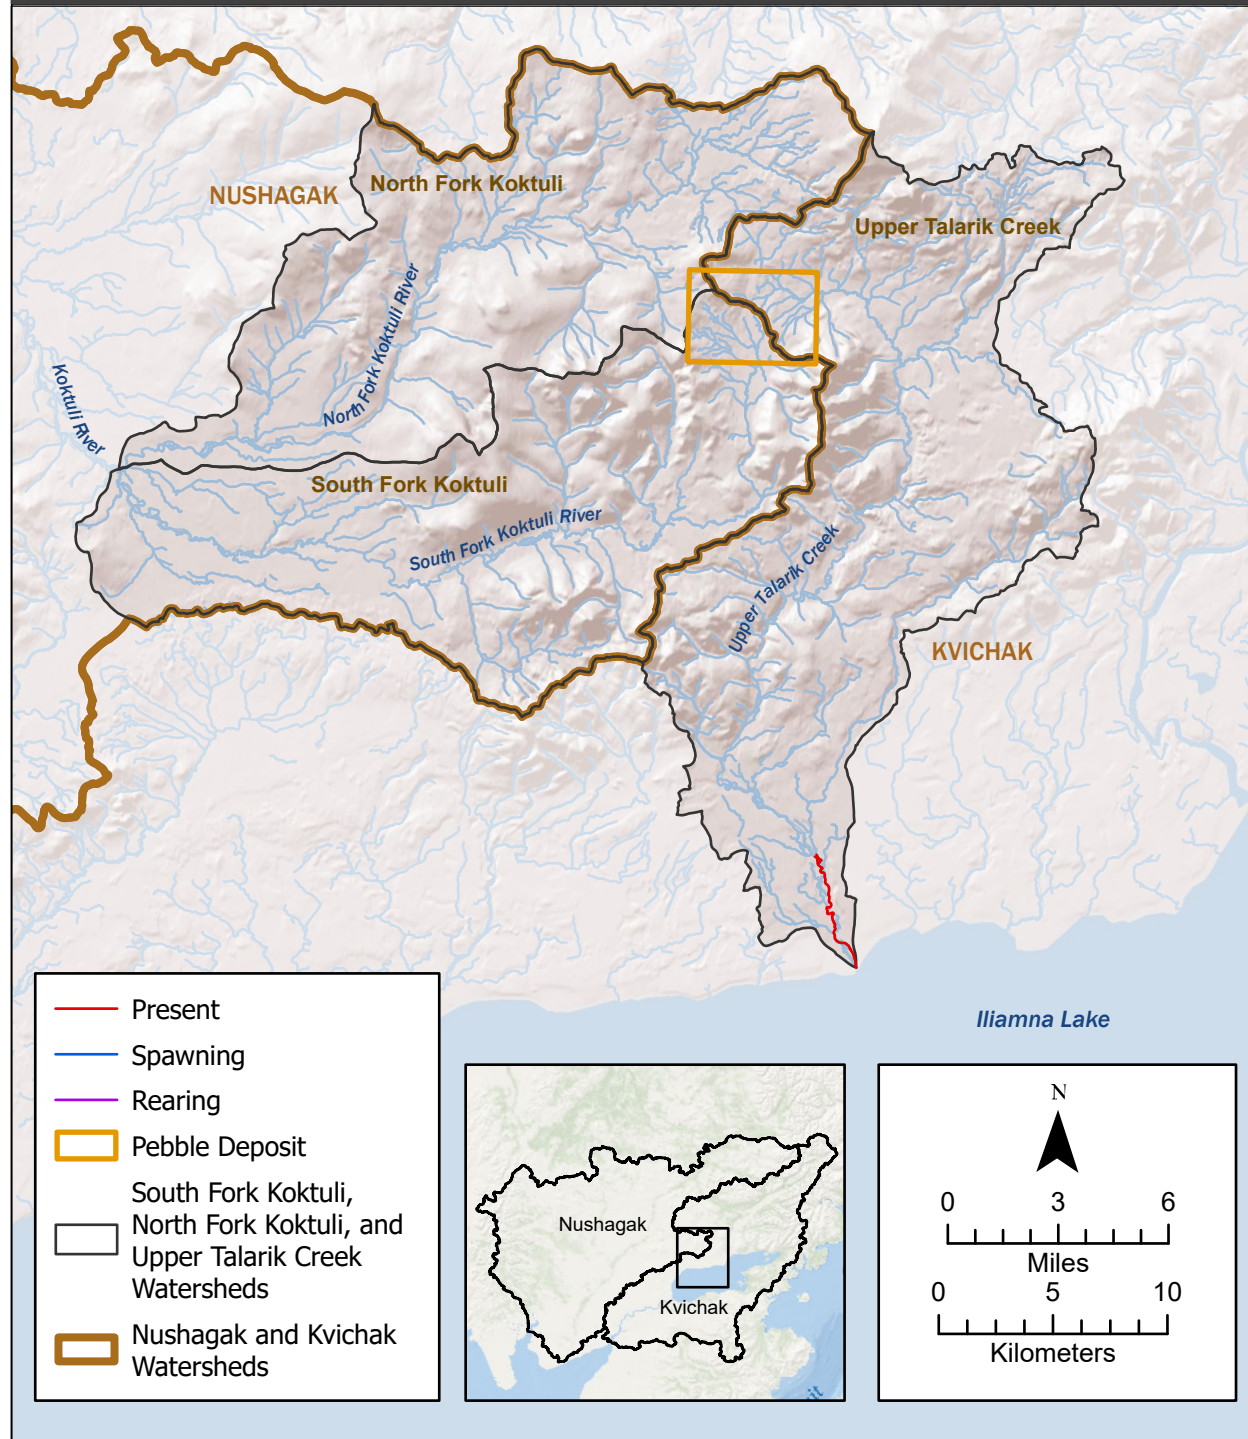 NUSHAGAK
North Fork Koktuli
Upper Talarik Creek
North Fork Koktuli River
Koktuli River
South Fork Koktuli
South Fork Koktuli River
Upper Talarik Creek
KVICHAK
Iliamna Lake
Present
Spawning
Rearing
Pebble Deposit
South Fork Koktuli,
North Fork Koktuli, and
Upper Talarik Creek
Watersheds
Nushagak and Kvichak
Watersheds
Nushagak
Kvichak
N
0 3 6
Miles
0 5 10
Kilometers